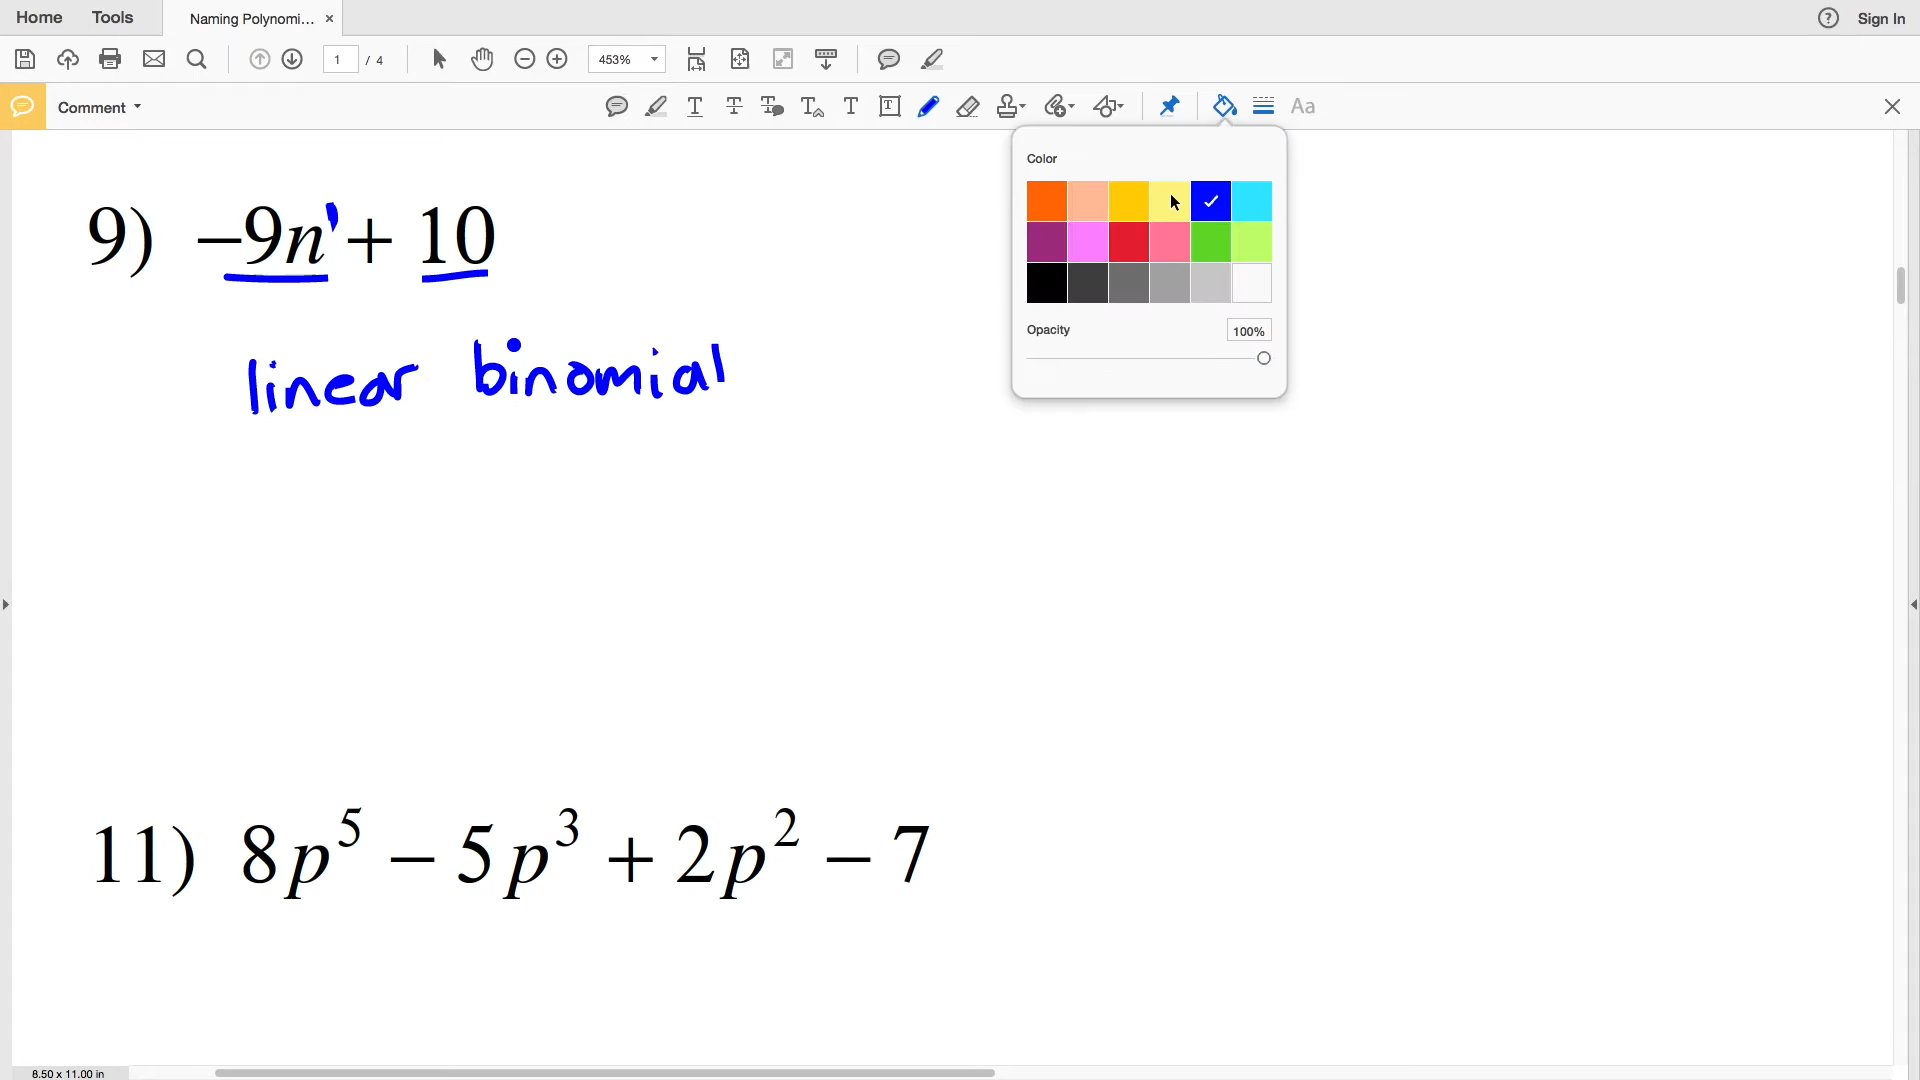 Home Tools Naming Polynomi... × ? Sign In
1 / 4 453%
Comment T T T T T T Aa
Color
9) −9n¹ + 10
Opacity 100%
linear binomial
11) 8p⁵ − 5p³ + 2p² − 7
8.50 x 11.00 in